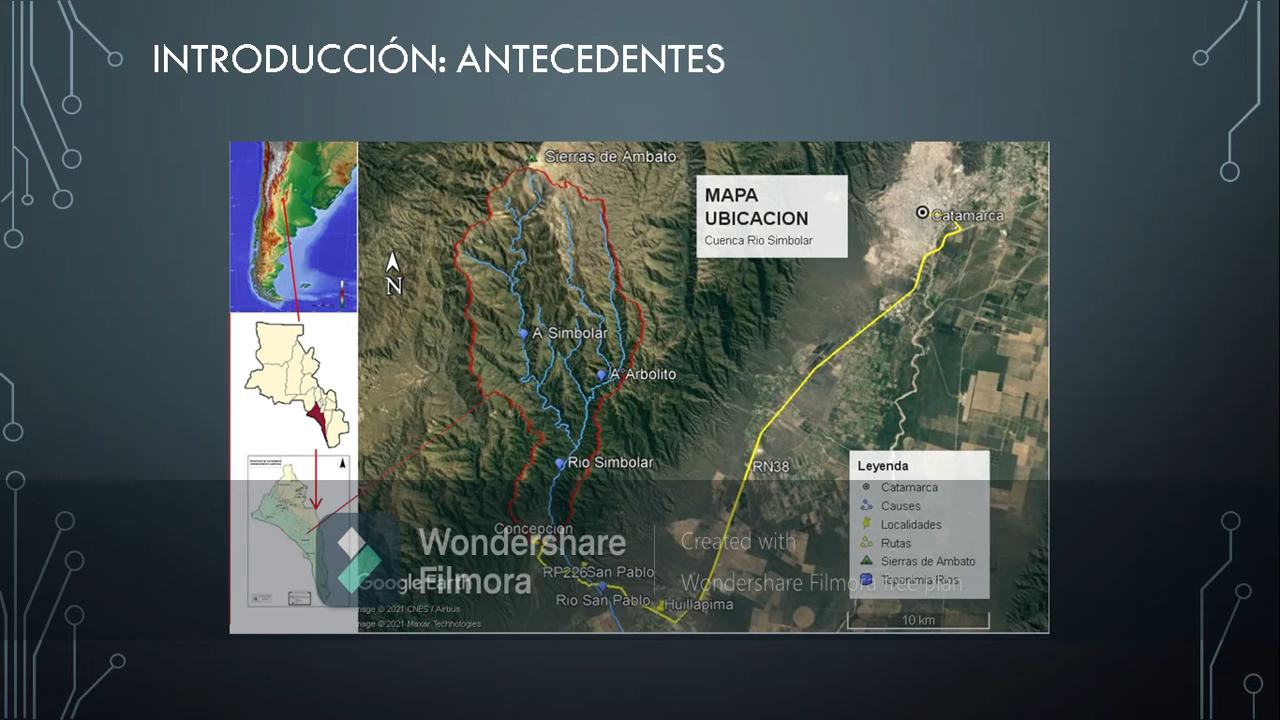 INTRODUCCIÓN: ANTECEDENTES
Sierras de Ambato
MAPA
UBICACION
Cuenca Rio Simbolar
Catamarca
N
A°Simbolar
A°Arbolito
Rio Simbolar
RN38
Leyenda
Catamarca
Causes
Localidades
Rutas
Sierras de Ambato
Toponimia Rios
Concepcion
RP226
San Pablo
Rio San Pablo
Huillapima
10 km
Google Earth
Image © 2021 CNES / Airbus
Image © 2021 Maxar Technologies
Wondershare
Filmora
Created with
Wondershare Filmora free plan